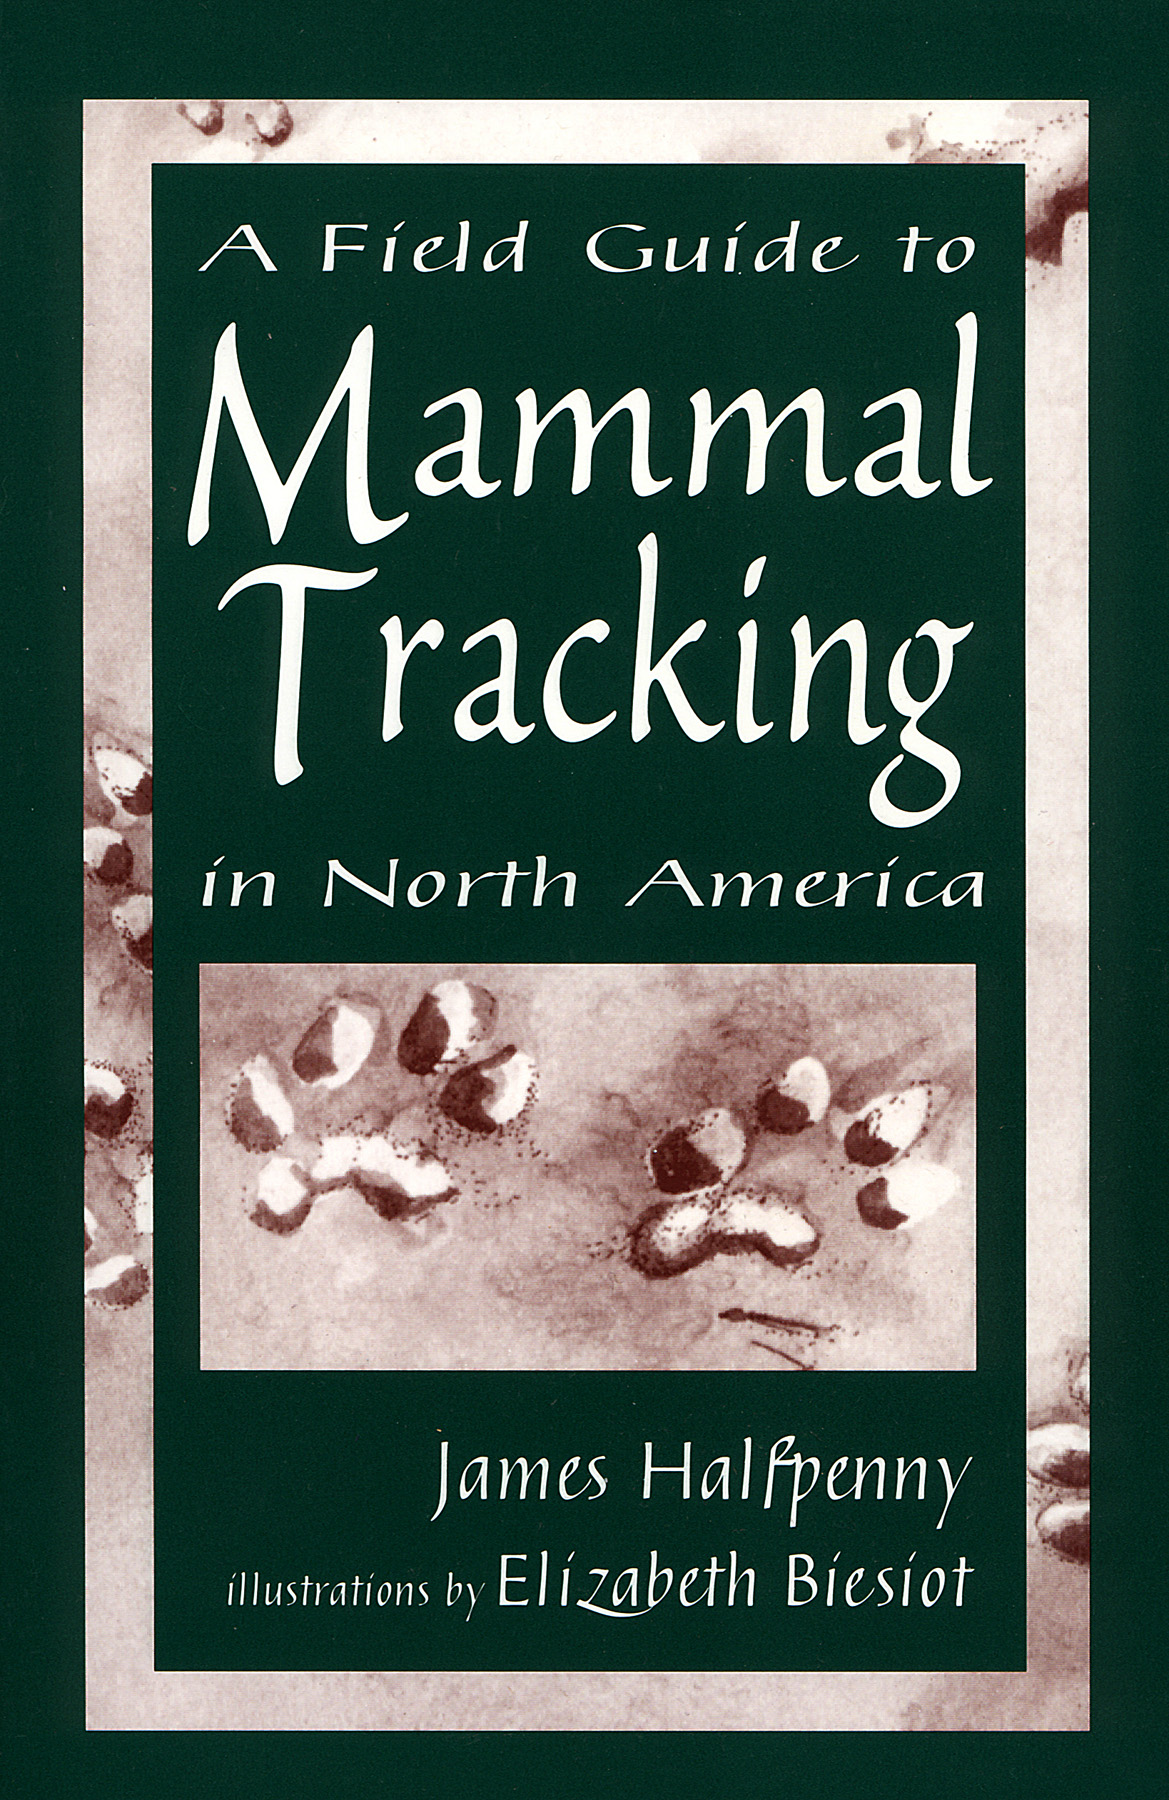 A Field Guide to
Mammal
Tracking
in North America
James Halfpenny
illustrations by Elizabeth Biesiot